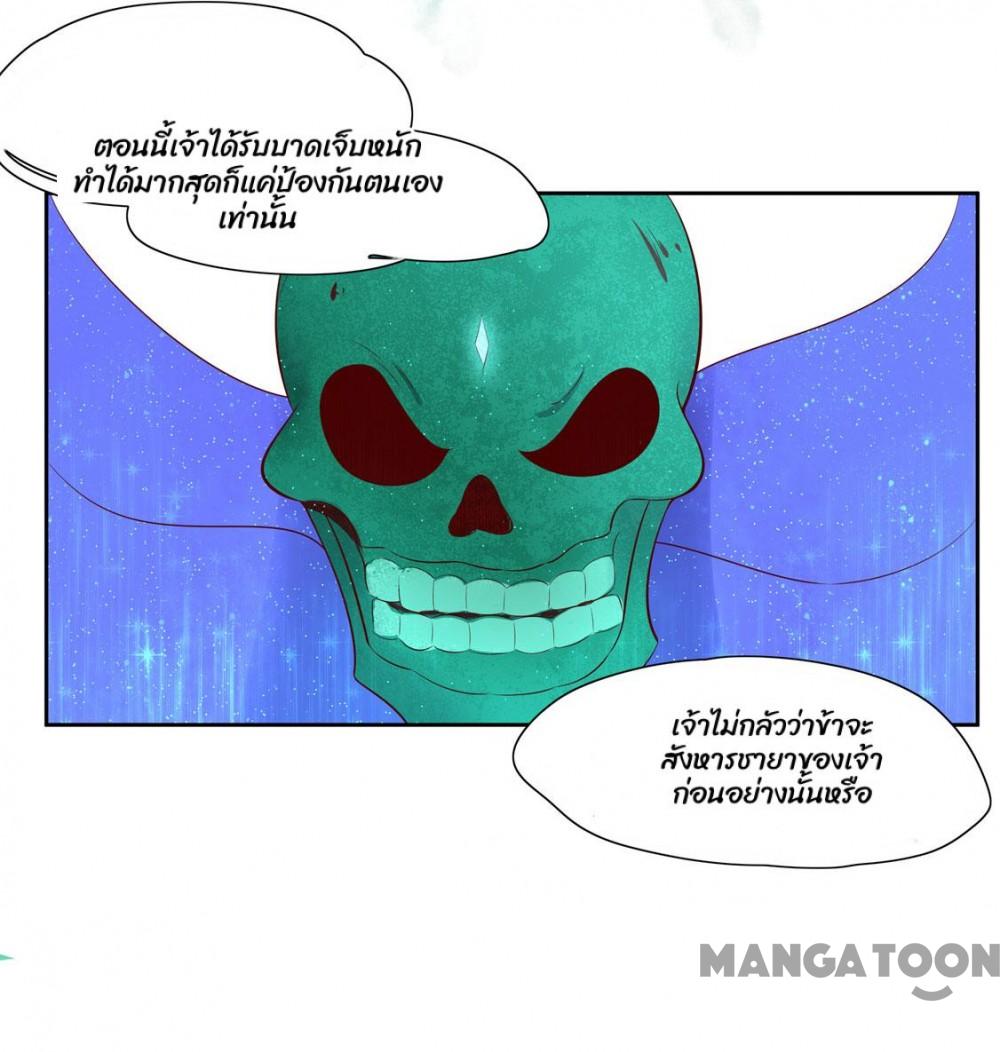 ตอนนี้เจ้าได้รับบาดเจ็บหนัก
ทำได้มากสุดก็แค่ป้องกันตนเอง
เท่านั้น
เจ้าไม่กลัวว่าข้าจะ
สังหารชายาของเจ้า
ก่อนอย่างนั้นหรือ
MANGATOON